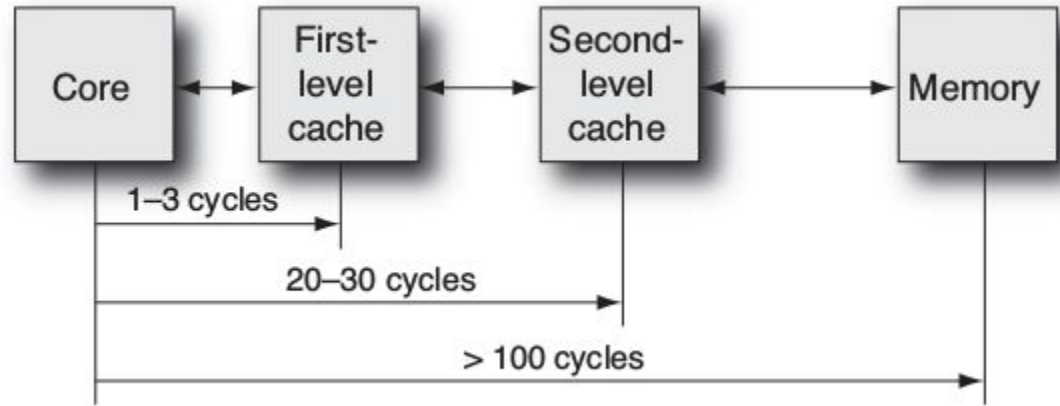 Core
First-
level
cache
Second-
level
cache
Memory
1–3 cycles
20–30 cycles
> 100 cycles